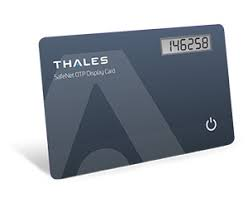 146258
THALES
SafeNet OTP Display Card